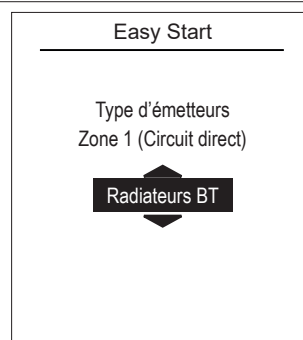 Easy Start
Type d'émetteurs
Zone 1 (Circuit direct)
Radiateurs BT